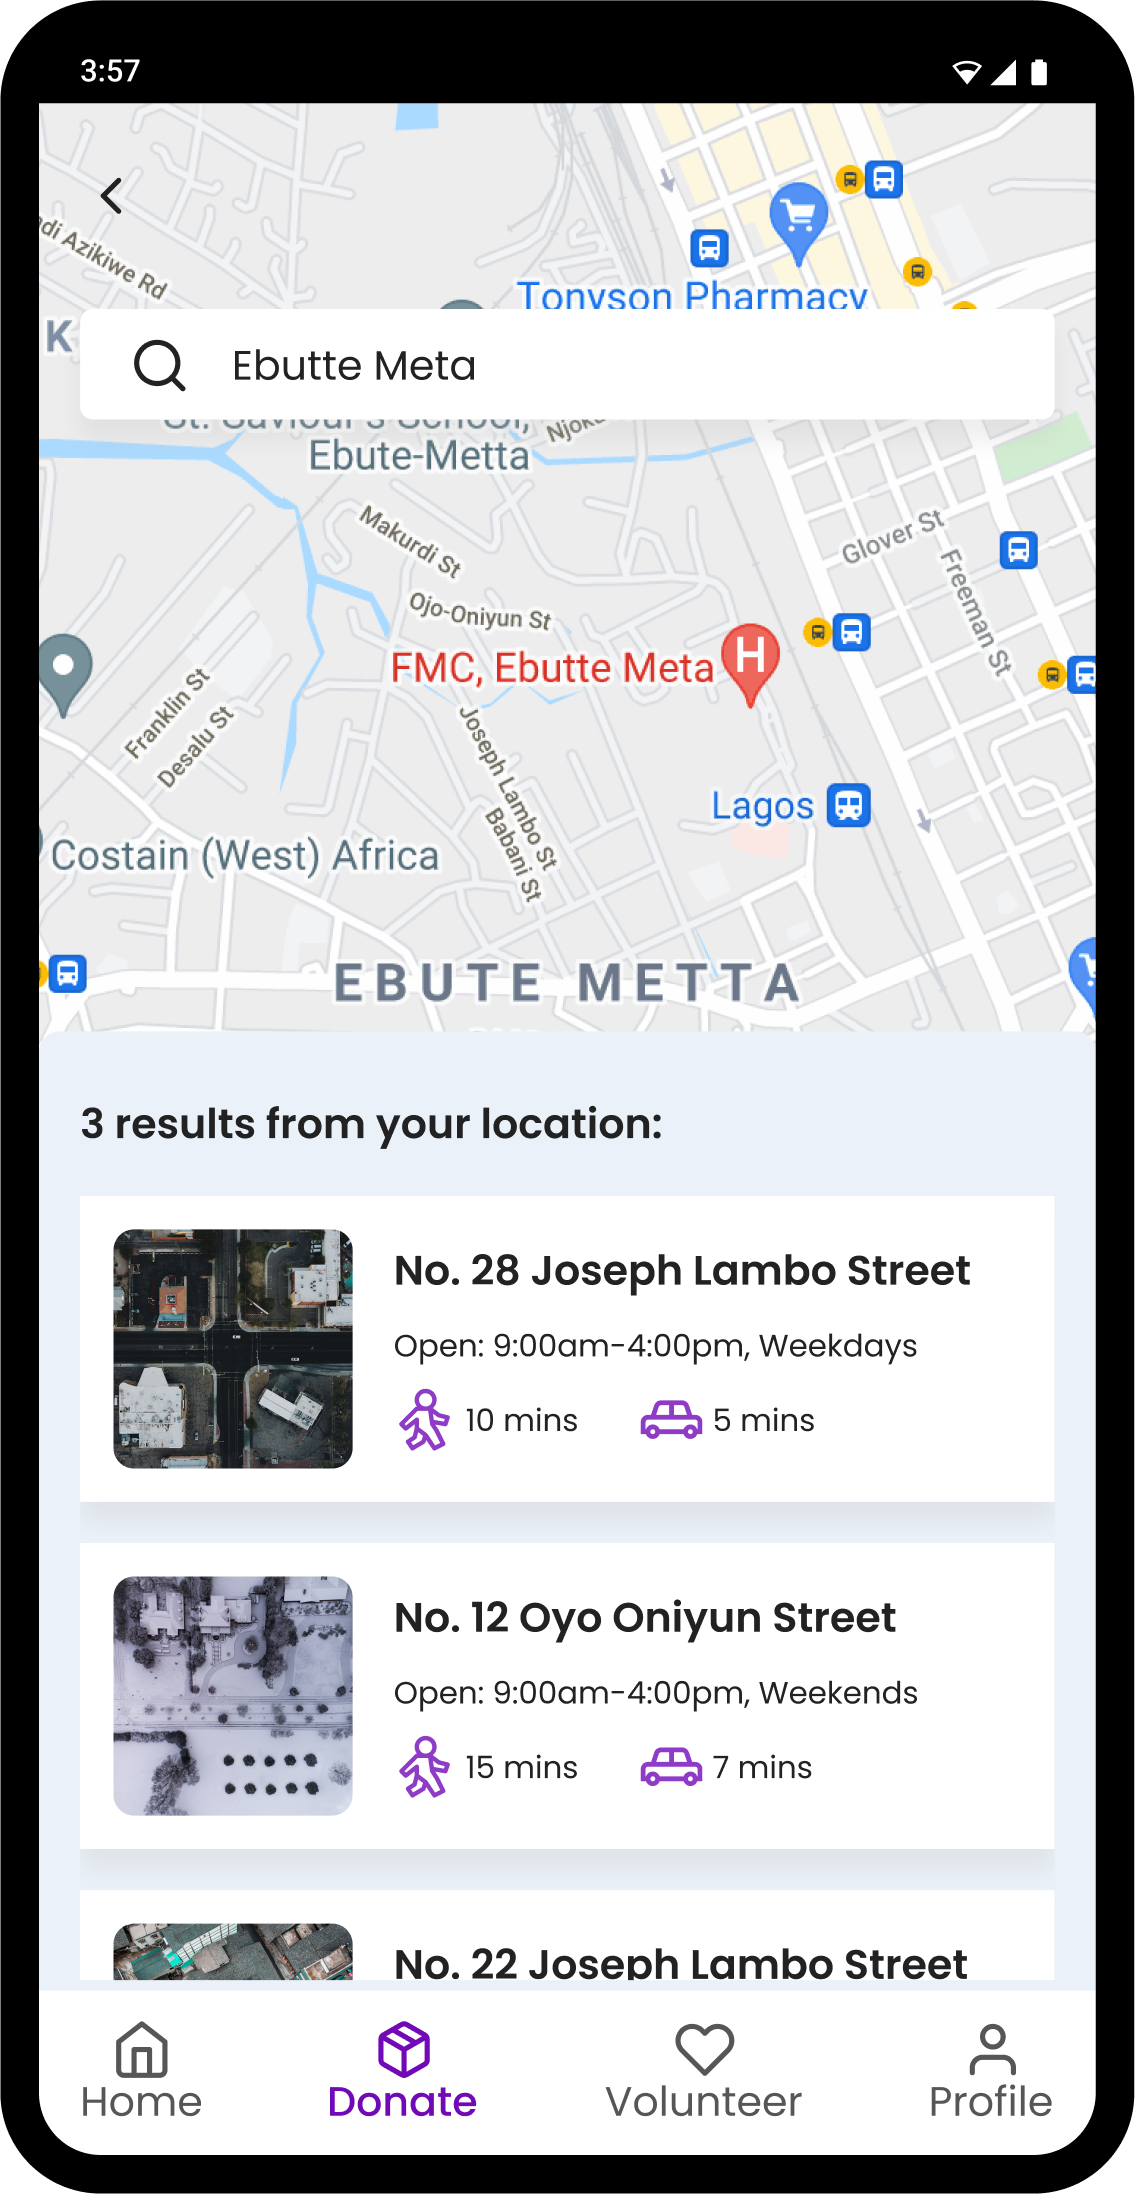 3:57
di Azikiwe Rd
Tonyson Pharmacy
K
Ebutte Meta
St. Saviour's School,
Ebute-Metta
Makurdi St
Glover St
Freeman St
Ojo-Oniyun St
FMC, Ebutte Meta
H
Franklin St
Desalu St
Joseph Lambo St
Babani St
Lagos
Costain (West) Africa
EBUTE METTA
3 results from your location:
No. 28 Joseph Lambo Street
Open: 9:00am-4:00pm, Weekdays
10 mins 5 mins
No. 12 Oyo Oniyun Street
Open: 9:00am-4:00pm, Weekends
15 mins 7 mins
No. 22 Joseph Lambo Street
Home Donate Volunteer Profile